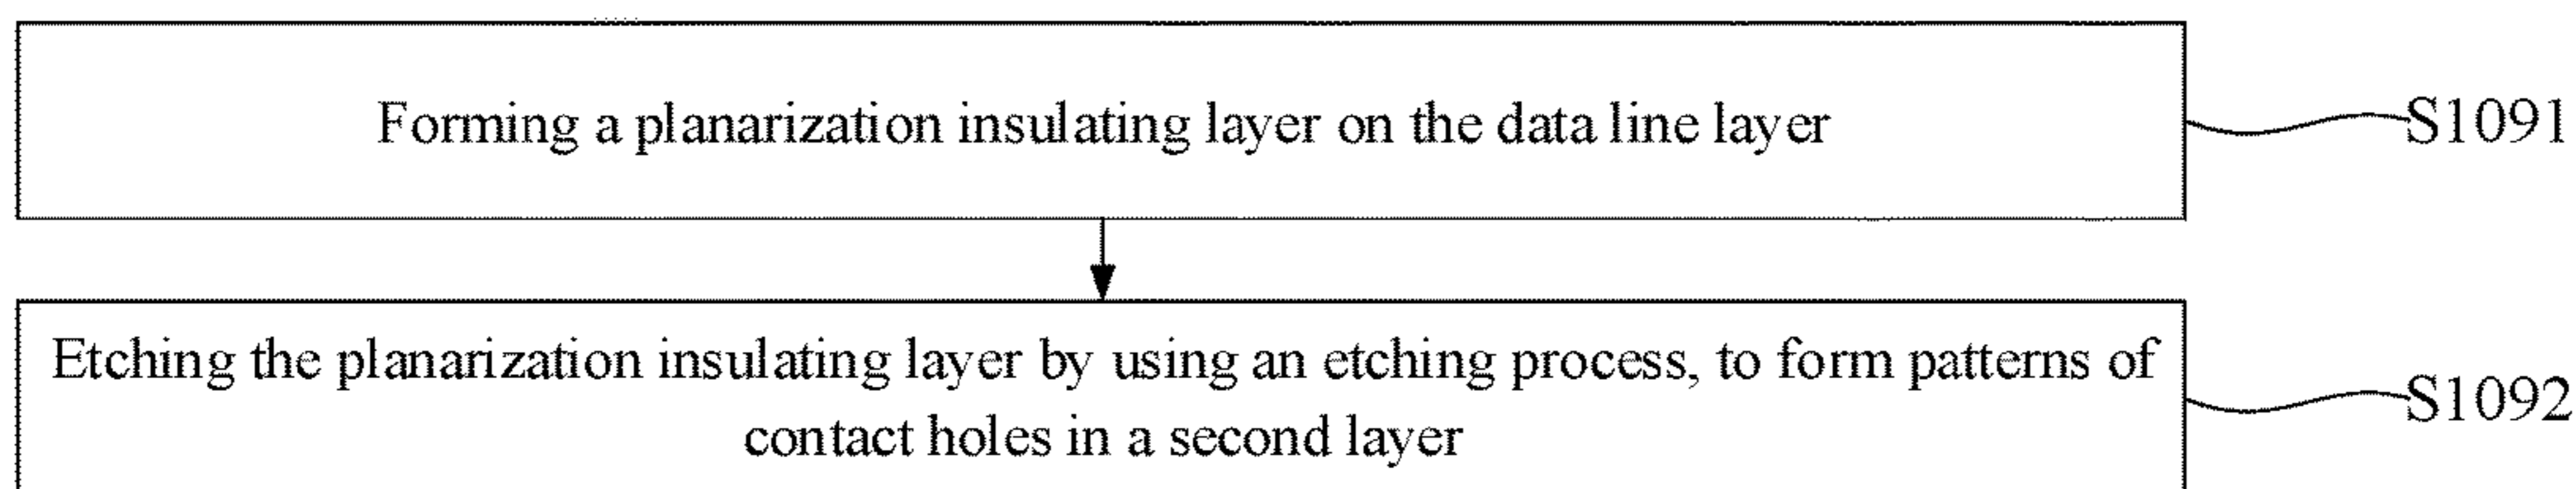 Forming a planarization insulating layer on the data line layer
S1091
Etching the planarization insulating layer by using an etching process, to form patterns of
contact holes in a second layer
S1092